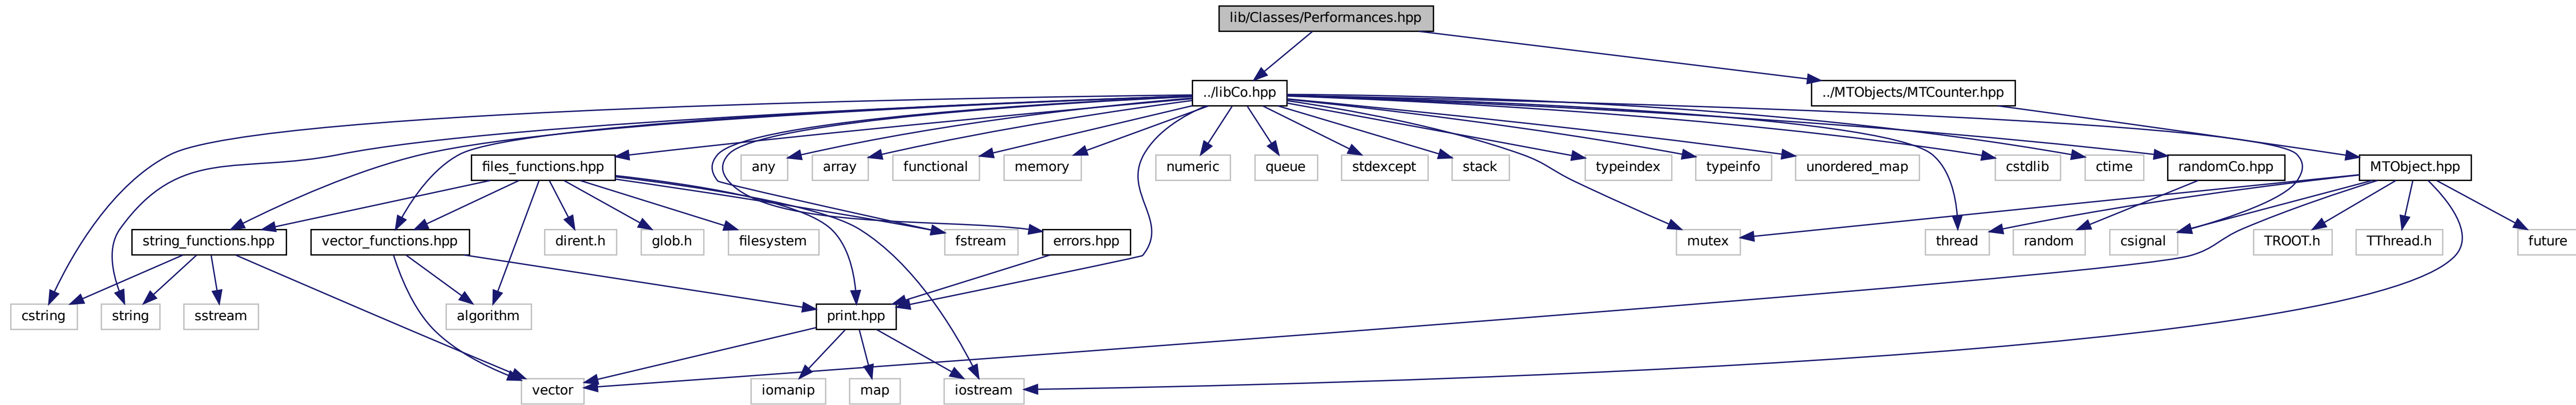 lib/Classes/Performances.hpp
../libCo.hpp
../MTObjects/MTCounter.hpp
files_functions.hpp
any
array
functional
memory
numeric
queue
stdexcept
stack
typeindex
typeinfo
unordered_map
cstdlib
ctime
randomCo.hpp
MTObject.hpp
string_functions.hpp
vector_functions.hpp
dirent.h
glob.h
filesystem
fstream
errors.hpp
mutex
thread
random
csignal
TROOT.h
TThread.h
future
cstring
string
sstream
algorithm
print.hpp
vector
iomanip
map
iostream